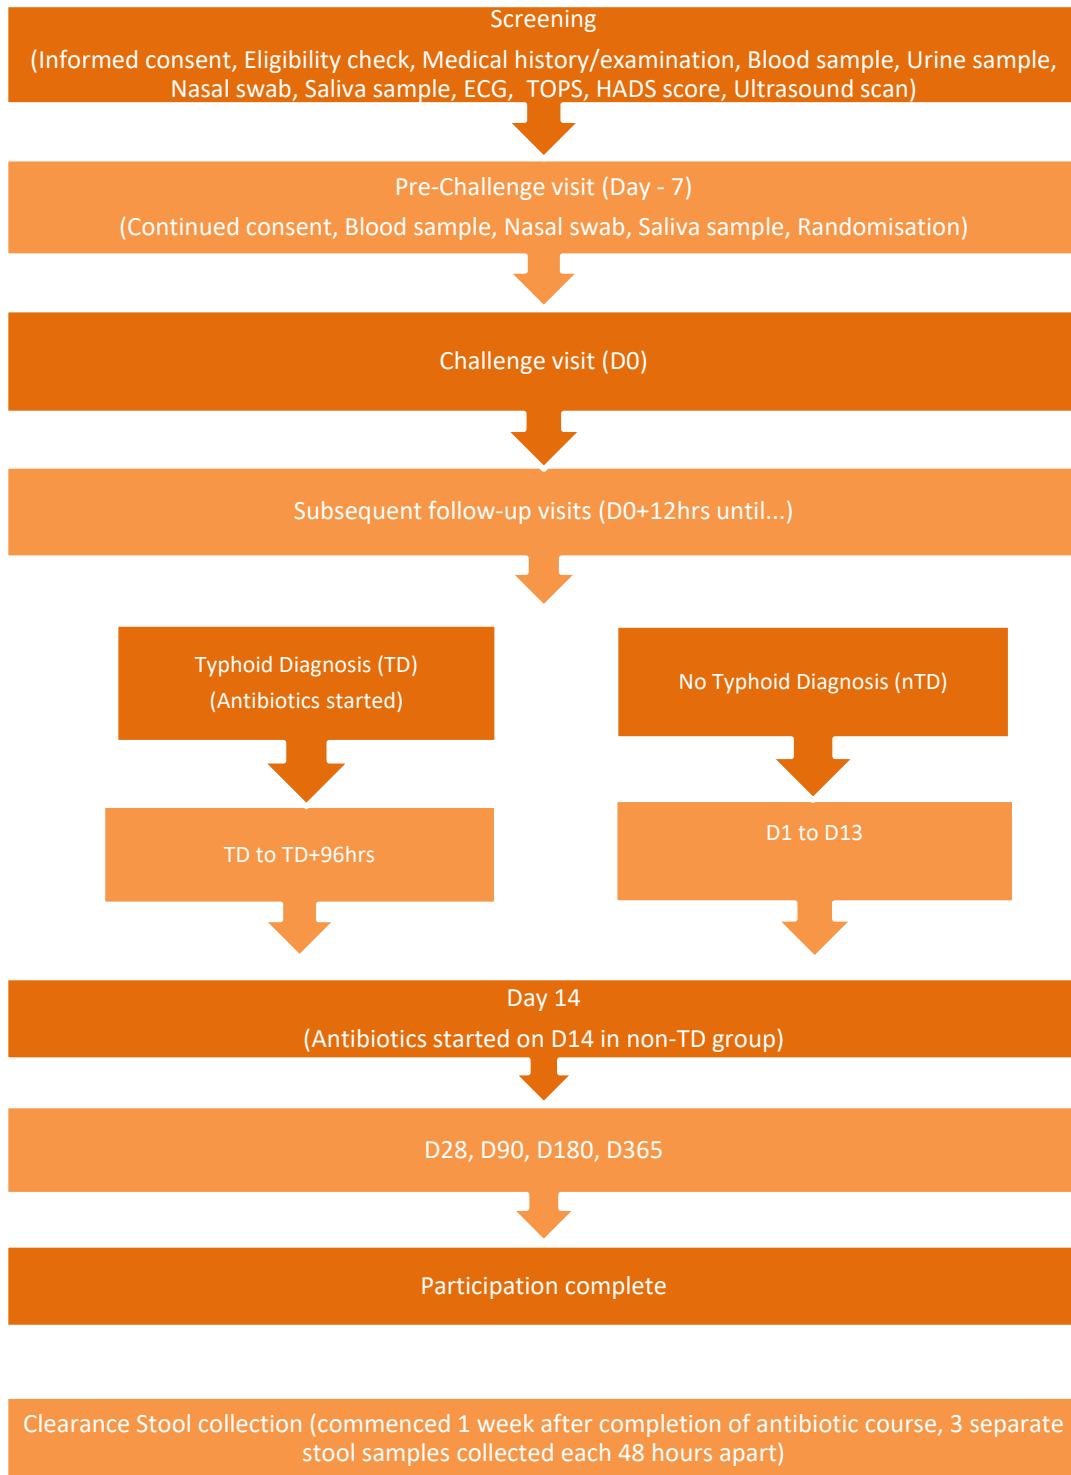 Screening
(Informed consent, Eligibility check, Medical history/examination, Blood sample, Urine sample,
Nasal swab, Saliva sample, ECG,  TOPS, HADS score, Ultrasound scan)
Pre-Challenge visit (Day - 7)
(Continued consent, Blood sample, Nasal swab, Saliva sample, Randomisation)
Challenge visit (D0)
Subsequent follow-up visits (D0+12hrs until...)
Typhoid Diagnosis (TD)
(Antibiotics started)
No Typhoid Diagnosis (nTD)
TD to TD+96hrs
D1 to D13
Day 14
(Antibiotics started on D14 in non-TD group)
D28, D90, D180, D365
Participation complete
Clearance Stool collection (commenced 1 week after completion of antibiotic course, 3 separate
stool samples collected each 48 hours apart)